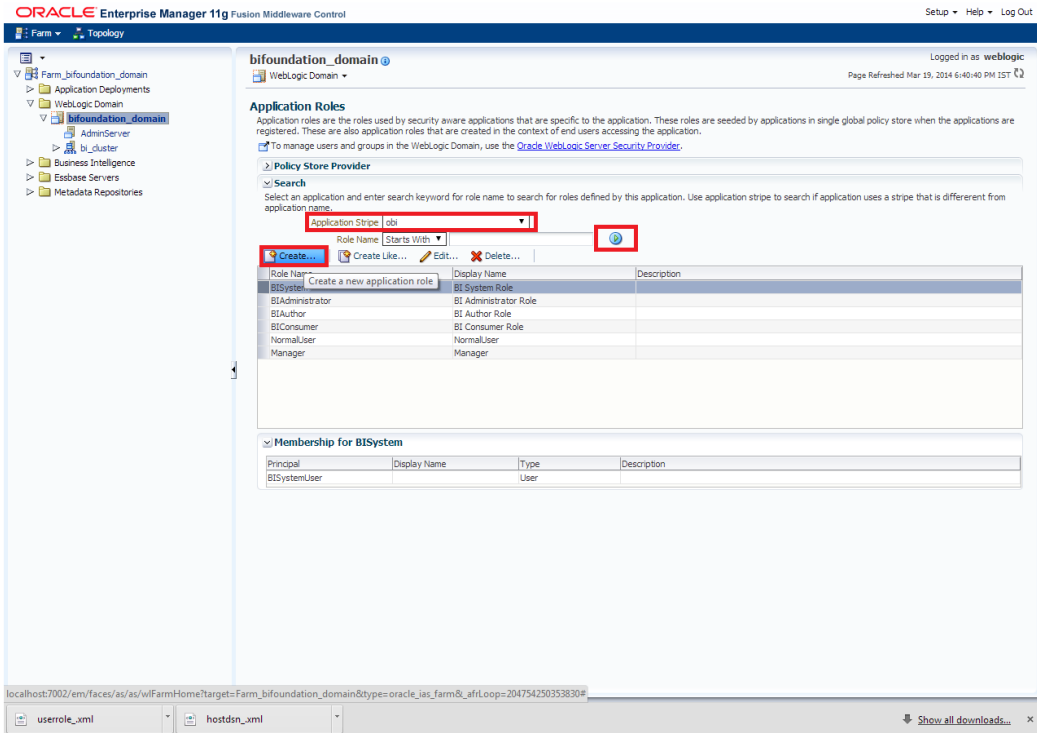 ORACLE Enterprise Manager 11g Fusion Middleware Control
Setup Help Log Out
Farm Topology
Farm_bifoundation_domain
Application Deployments
WebLogic Domain
bifoundation_domain
AdminServer
bi_cluster
Business Intelligence
Essbase Servers
Metadata Repositories
bifoundation_domain
Logged in as weblogic
WebLogic Domain
Page Refreshed Mar 19, 2014 6:40:40 PM IST
Application Roles
Application roles are the roles used by security aware applications that are specific to the application. These roles are seeded by applications in single global policy store when the applications are
registered. These are also application roles that are created in the context of end users accessing the application.
To manage users and groups in the WebLogic Domain, use the Oracle WebLogic Server Security Provider.
Policy Store Provider
Search
Select an application and enter search keyword for role name to search for roles defined by this application. Use application stripe to search if application uses a stripe that is differerent from
application name.
Application Stripe obi
Role Name Starts With
Create... Create Like... Edit... Delete...
Role Name Display Name Description
Create a new application role
BISystem BI System Role
BIAdministrator BI Administrator Role
BIAuthor BI Author Role
BIConsumer BI Consumer Role
NormalUser NormalUser
Manager Manager
Membership for BISystem
Principal Display Name Type Description
BISystemUser User
localhost:7002/em/faces/as/as/wlFarmHome?target=Farm_bifoundation_domain&type=oracle_ias_farm&_afrLoop=204754250353830#
userrole_.xml hostdsn_.xml Show all downloads...